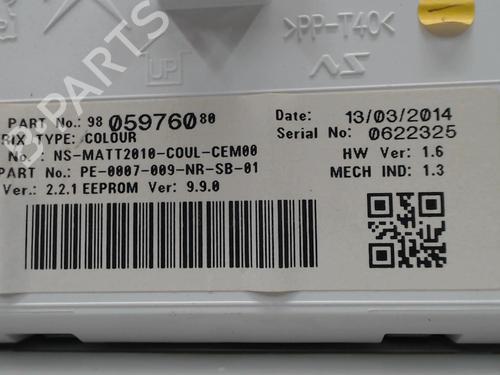 >PP-T40<
UP
B-PARTS
PART No.: 98 059760 80
Date: 13/03/2014
RIX TYPE: COLOUR
Serial No: 0622325
No.: NS-MATT2010-COUL-CEM00
HW Ver: 1.6
PART No.: PE-0007-009-NR-SB-01
MECH IND: 1.3
Ver.: 2.2.1 EEPROM Ver: 9.9.0